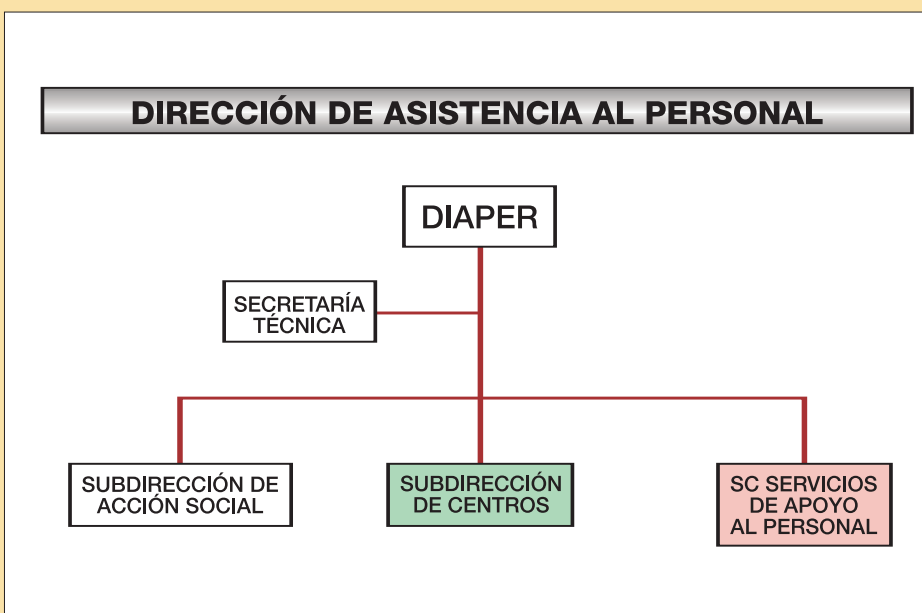 DIRECCIÓN DE ASISTENCIA AL PERSONAL
DIAPER
SECRETARÍA
TÉCNICA
SUBDIRECCIÓN DE
ACCIÓN SOCIAL
SUBDIRECCIÓN
DE CENTROS
SC SERVICIOS
DE APOYO
AL PERSONAL